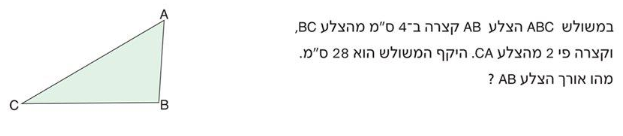 במשולש ABC הצלע AB קצרה ב־4 ס"מ מהצלע BC,
וקצרה פי 2 מהצלע CA. היקף המשולש הוא 28 ס"מ.
מהו אורך הצלע AB ?
A
C
B